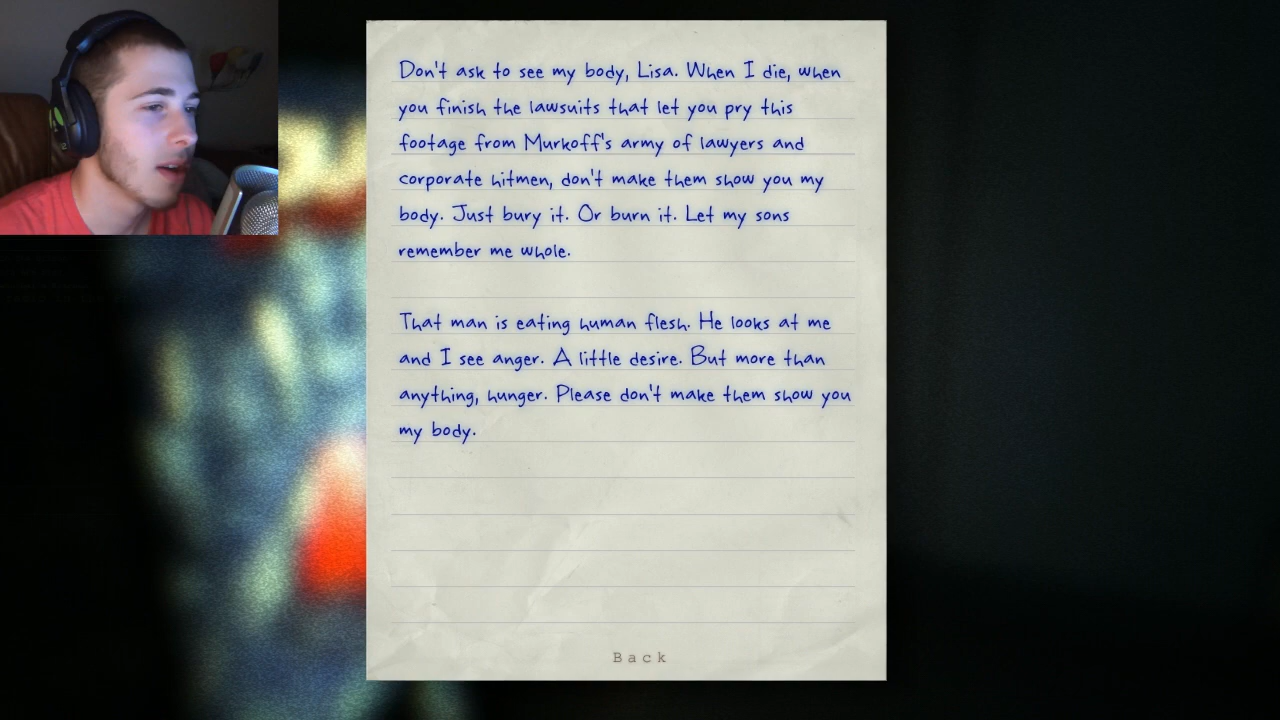 Don't ask to see my body, Lisa. When I die, when
you finish the lawsuits that let you pry this
footage from Murkoff's army of lawyers and
corporate hitmen, don't make them show you my
body. Just bury it. Or burn it. Let my sons
remember me whole.
That man is eating human flesh. He looks at me
and I see anger. A little desire. But more than
anything, hunger. Please don't make them show you
my body.
Back